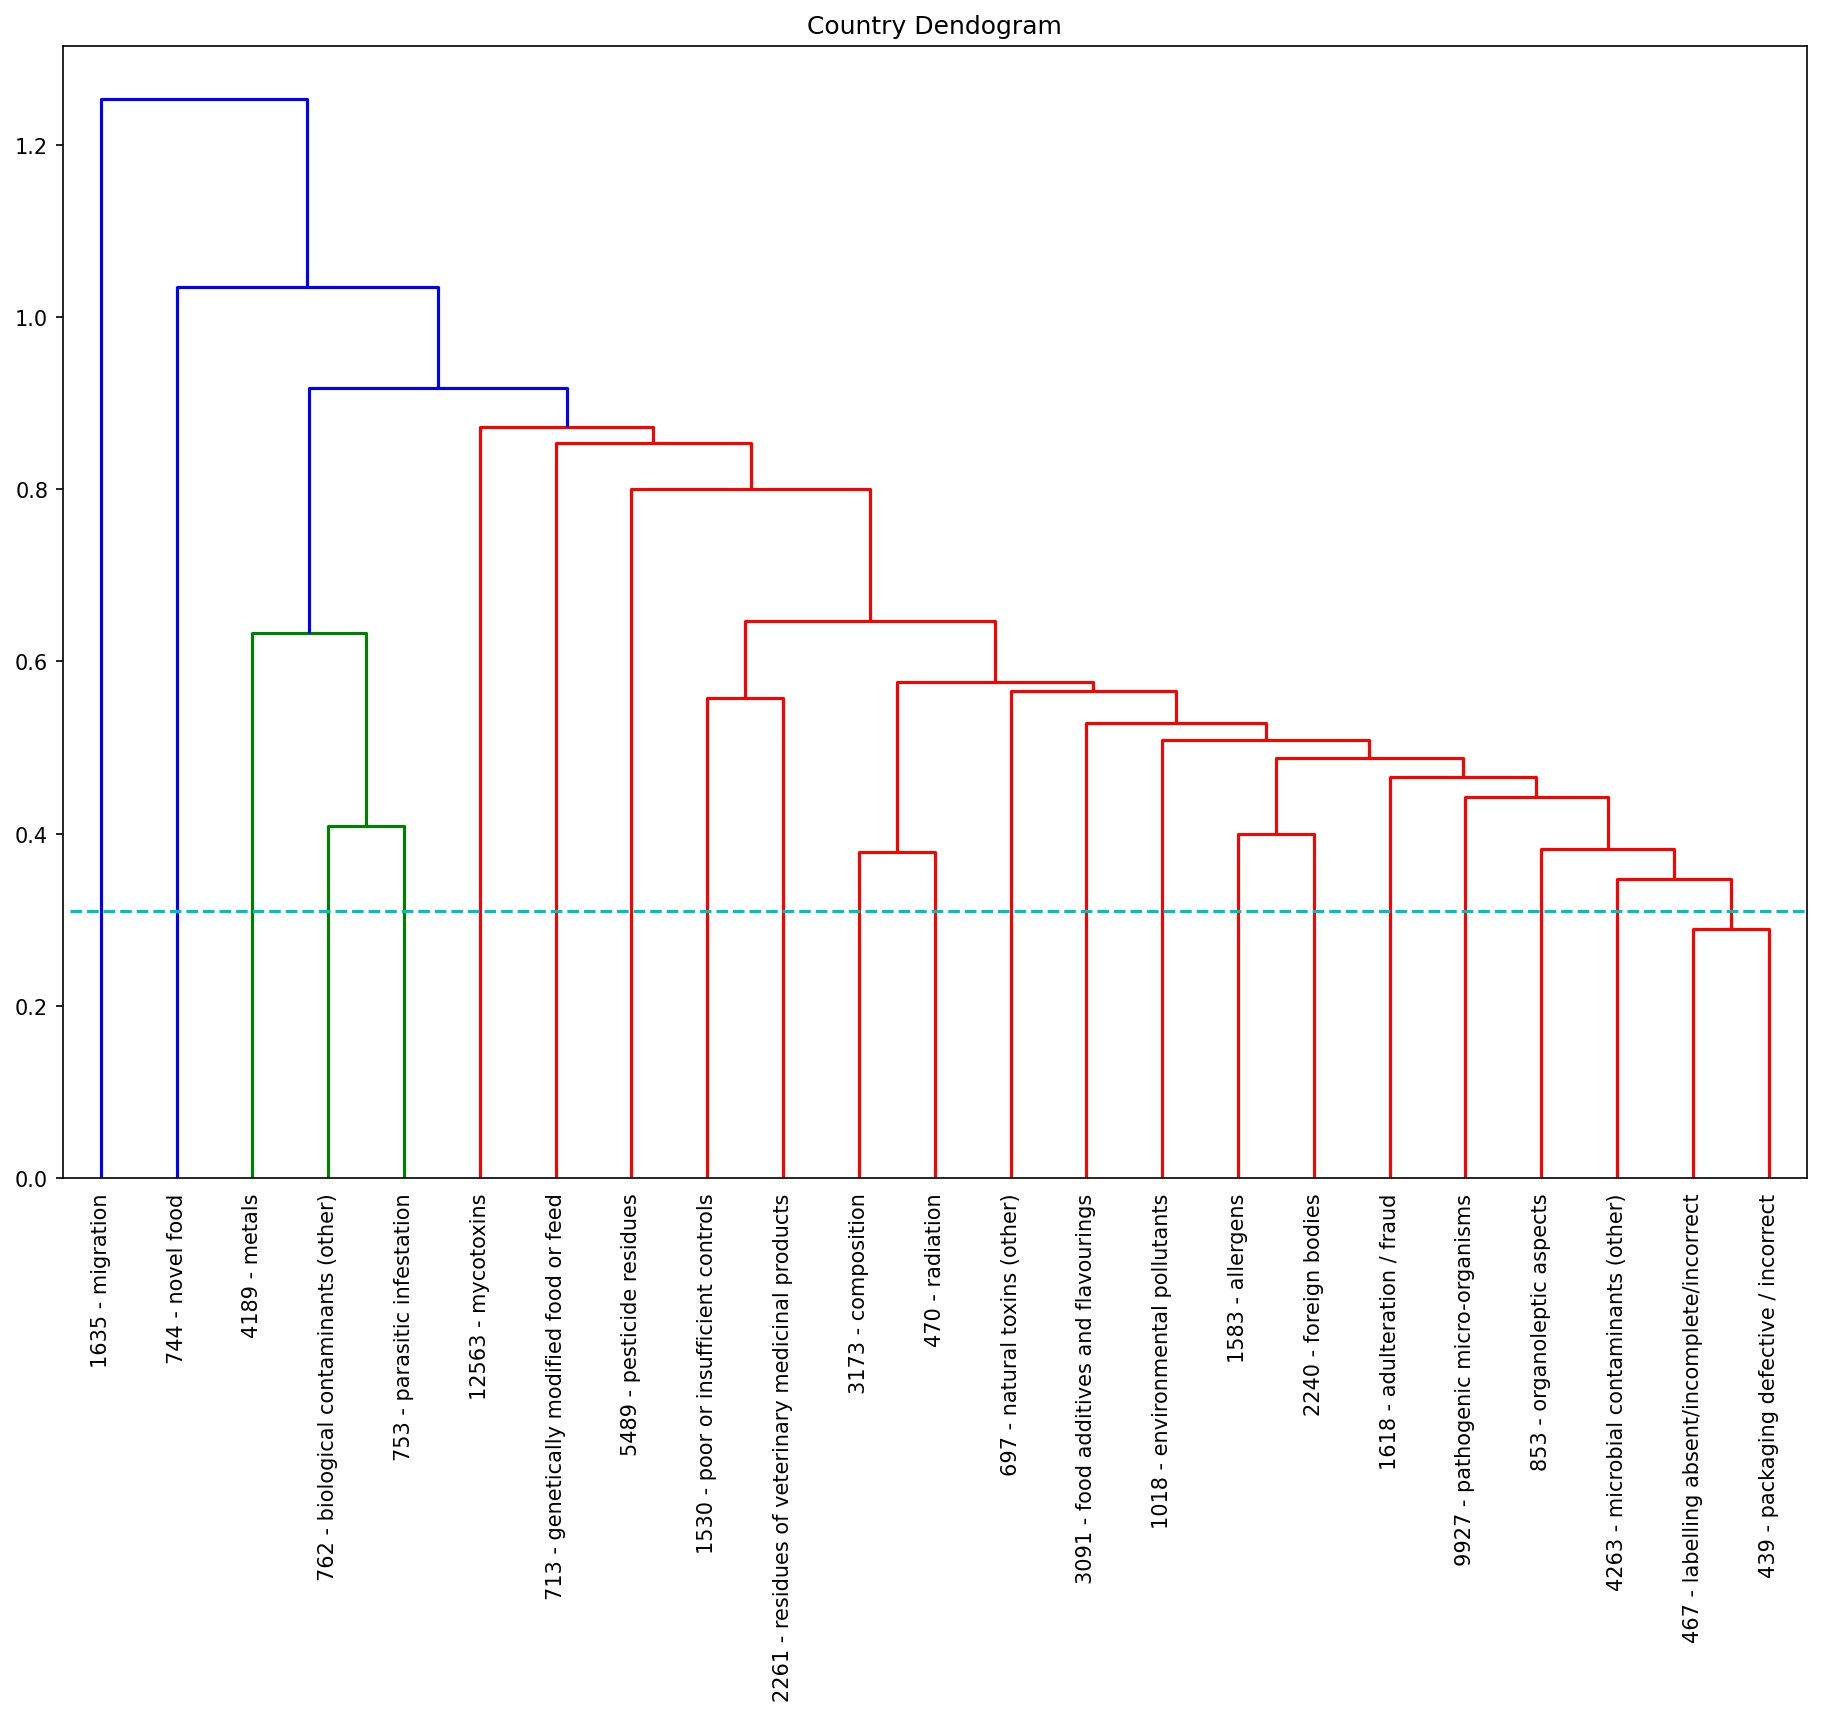 Country Dendogram
1.2
1.0
0.8
0.6
0.4
0.2
0.0
1635 - migration
744 - novel food
4189 - metals
762 - biological contaminants (other)
753 - parasitic infestation
12563 - mycotoxins
713 - genetically modified food or feed
5489 - pesticide residues
1530 - poor or insufficient controls
2261 - residues of veterinary medicinal products
3173 - composition
470 - radiation
697 - natural toxins (other)
3091 - food additives and flavourings
1018 - environmental pollutants
1583 - allergens
2240 - foreign bodies
1618 - adulteration / fraud
9927 - pathogenic micro-organisms
853 - organoleptic aspects
4263 - microbial contaminants (other)
467 - labelling absent/incomplete/incorrect
439 - packaging defective / incorrect